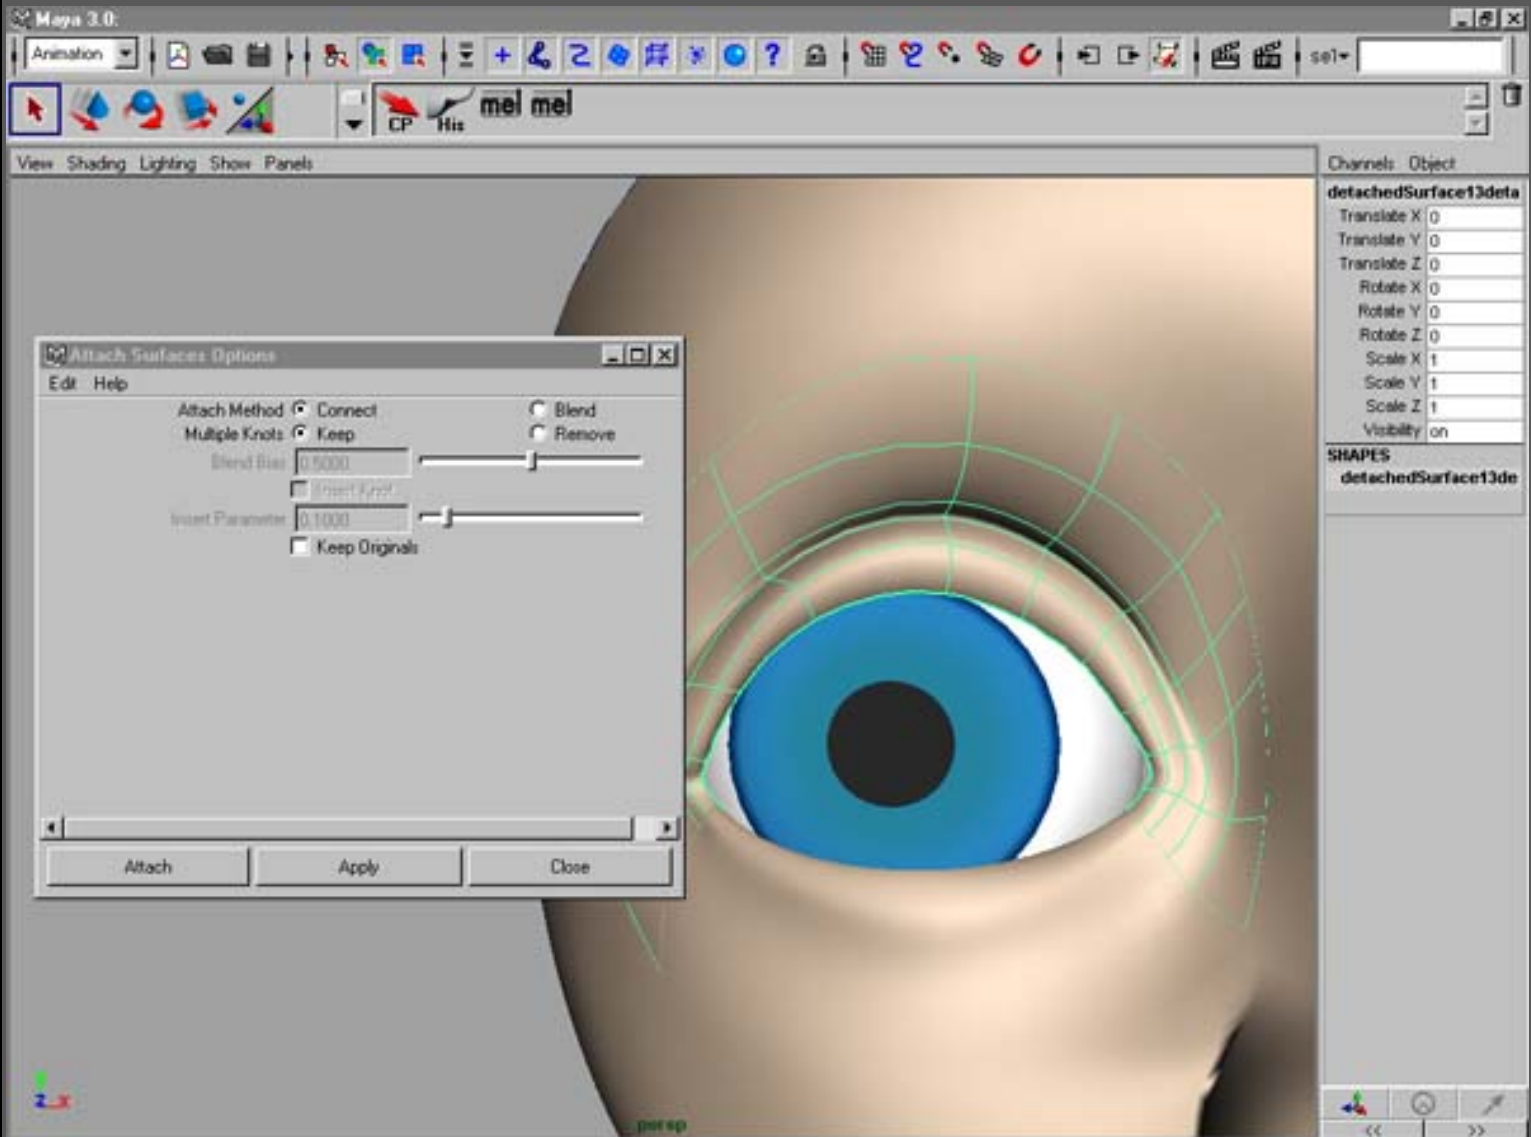 Maya 3.0:
Animation
sel
CP His mel mel
View Shading Lighting Show Panels
Channels Object
detachedSurface13deta
Translate X 0
Translate Y 0
Translate Z 0
Rotate X 0
Rotate Y 0
Rotate Z 0
Scale X 1
Scale Y 1
Scale Z 1
Visibility on
SHAPES
detachedSurface13de
Attach Surfaces Options
Edit Help
Attach Method Connect Blend
Multiple Knots Keep Remove
Blend Bias 0.5000
Insert Knot
Insert Parameter 0.1000
Keep Originals
Attach Apply Close
z x
persp
<< >>